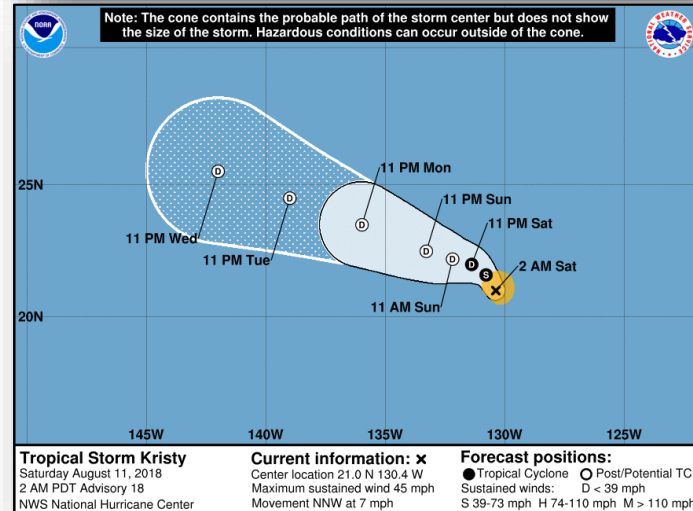 Note: The cone contains the probable path of the storm center but does not show
the size of the storm. Hazardous conditions can occur outside of the cone.
NOAA
NATIONAL WEATHER SERVICE
11 PM Mon
25N
11 PM Sun
D
D
11 PM Sat
D
11 PM Wed
D
D
D
2 AM Sat
11 PM Tue
S
11 AM Sun
20N
145W 140W 135W 130W 125W
Tropical Storm Kristy
Saturday August 11, 2018
2 AM PDT Advisory 18
NWS National Hurricane Center
Current information: ×
Center location 21.0 N 130.4 W
Maximum sustained wind 45 mph
Movement NNW at 7 mph
Forecast positions:
Tropical Cyclone Post/Potential TC
Sustained winds: D < 39 mph
S 39-73 mph H 74-110 mph M > 110 mph